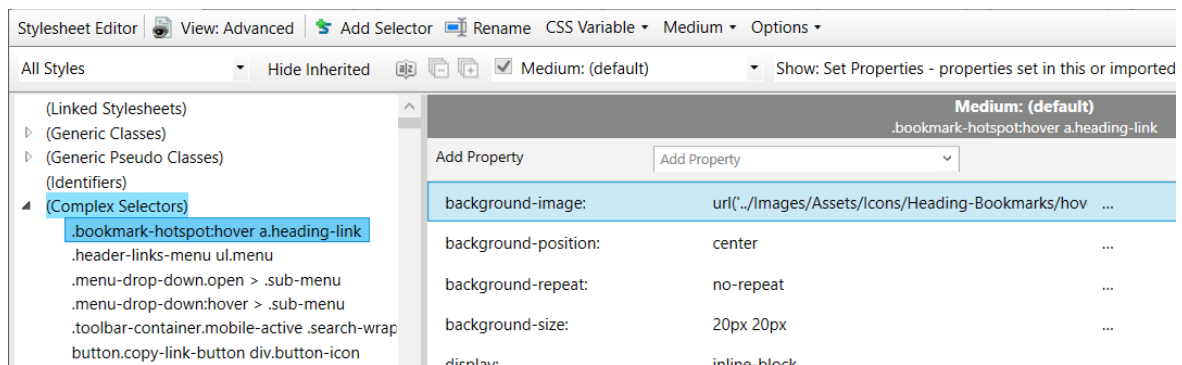 Stylesheet Editor View: Advanced Add Selector Rename CSS Variable Medium Options
All Styles Hide Inherited Medium: (default) Show: Set Properties - properties set in this or imported
(Linked Stylesheets)
(Generic Classes)
(Generic Pseudo Classes)
(Identifiers)
(Complex Selectors)
.bookmark-hotspot:hover a.heading-link
.header-links-menu ul.menu
.menu-drop-down.open > .sub-menu
.menu-drop-down:hover > .sub-menu
.toolbar-container.mobile-active .search-wrap
button.copy-link-button div.button-icon
Medium: (default)
.bookmark-hotspot:hover a.heading-link
Add Property Add Property
background-image: url('../Images/Assets/Icons/Heading-Bookmarks/hov ...
background-position: center ...
background-repeat: no-repeat ...
background-size: 20px 20px ...
display: inline-block